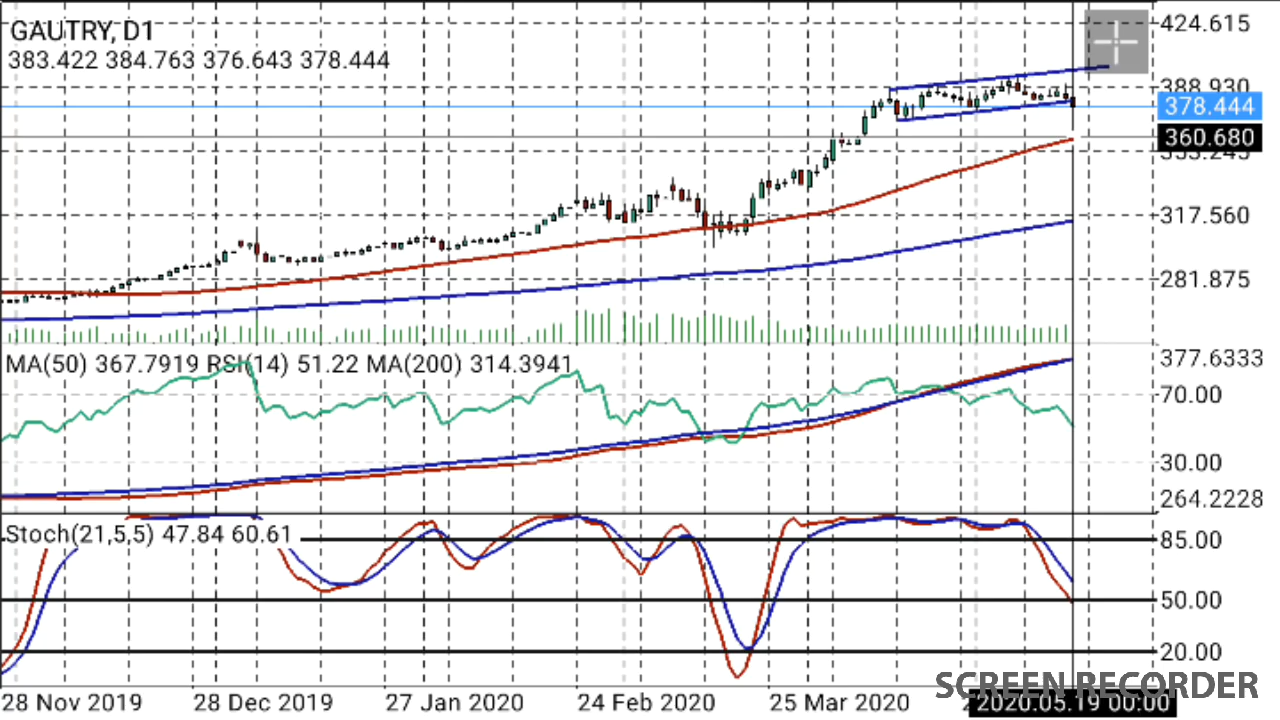 GAUTRY, D1
383.422 384.763 376.643 378.444
424.615
388.930
378.444
360.680
353.245
317.560
281.875
MA(50) 367.7919 RSI(14) 51.22 MA(200) 314.3941
377.6333
70.00
30.00
264.2228
Stoch(21,5,5) 47.84 60.61
85.00
50.00
20.00
SCREEN RECORDER
28 Nov 2019 28 Dec 2019 27 Jan 2020 24 Feb 2020 25 Mar 2020 2020.05.19 00:00